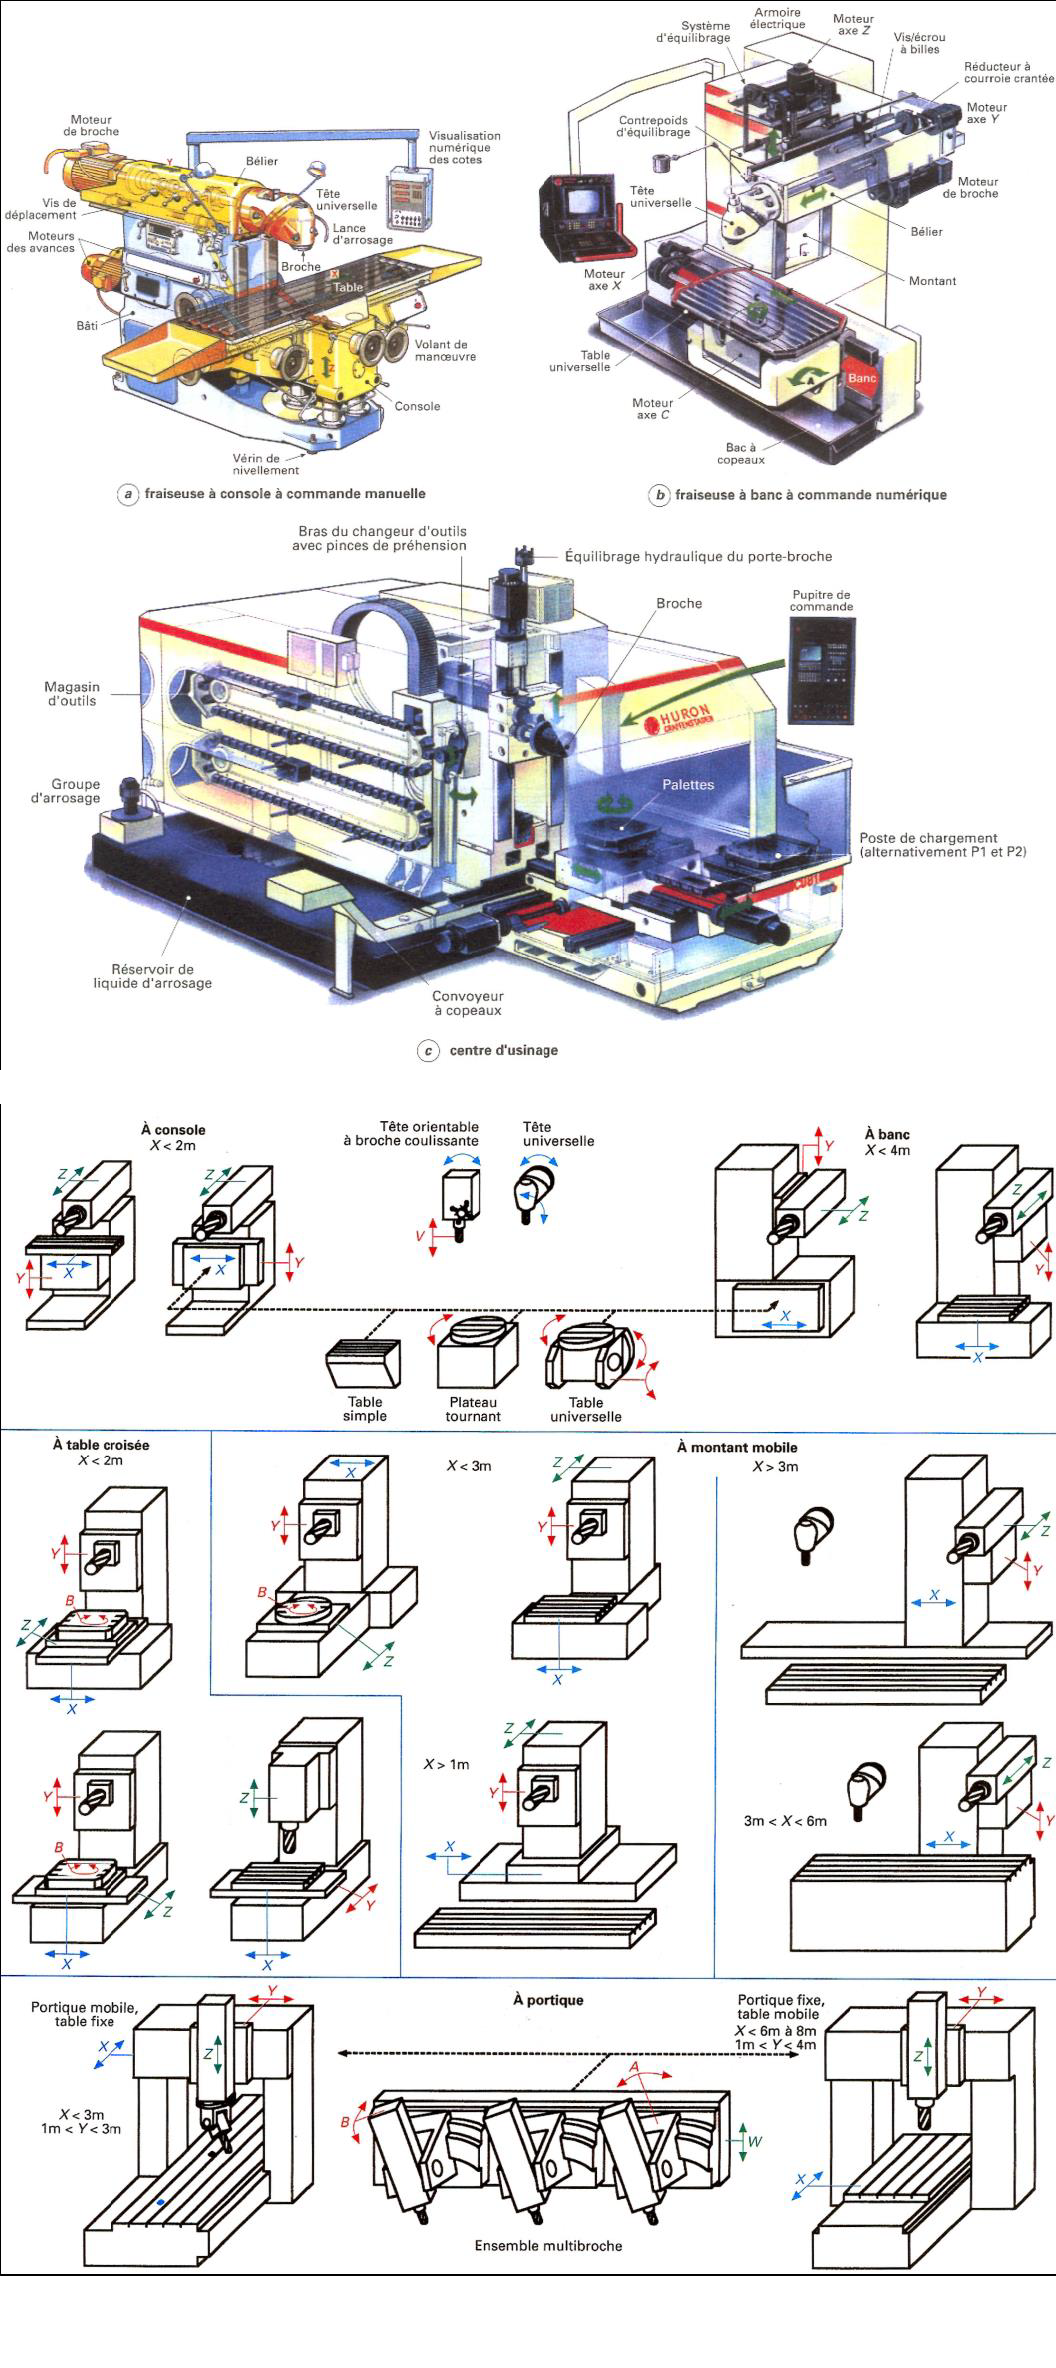 Moteur
de broche
Bélier
Visualisation
numérique
des cotes
Tête
universelle
Vis de
déplacement
Lance
d'arrosage
Moteurs
des avances
Y
Broche
X
Table
Bâti
Volant de
manœuvre
Z
Console
Vérin de
nivellement
a fraiseuse à console à commande manuelle
Armoire
électrique
Moteur
axe Z
Système
d'équilibrage
Vis/écrou
à billes
Réducteur à
courroie crantée
Contrepoids
d'équilibrage
Moteur
axe Y
Tête
universelle
Moteur
de broche
Bélier
Moteur
axe X
Montant
C
Table
universelle
A
Banc
Moteur
axe C
Bac à
copeaux
b fraiseuse à banc à commande numérique
Bras du changeur d'outils
avec pinces de préhension
Équilibrage hydraulique du porte-broche
Broche
Pupitre de
commande
Magasin
d'outils
HURON
GRAFFENSTADEN
Groupe
d'arrosage
Palettes
Poste de chargement
(alternativement P1 et P2)
Réservoir de
liquide d'arrosage
Convoyeur
à copeaux
c centre d'usinage
À console
X < 2m
Tête orientable
à broche coulissante
Tête
universelle
À banc
X < 4m
Z
Z
Y
Z
Z
V
Y
X
X
Y
Y
X
X
Table
simple
Plateau
tournant
Table
universelle
À table croisée
X < 2m
X < 3m
À montant mobile
X > 3m
X
Z
Y
Y
Y
Z
Y
B
B
X
Z
Z
X
X
Z
X > 1m
Z
Y
Z
Y
Z
Y
3m < X < 6m
B
X
X
Z
Y
X
X
Portique mobile,
table fixe
Y
À portique
Portique fixe,
table mobile
X < 6m à 8m
1m < Y < 4m
Y
X
Z
Z
A
X < 3m
1m < Y < 3m
B
W
X
Ensemble multibroche